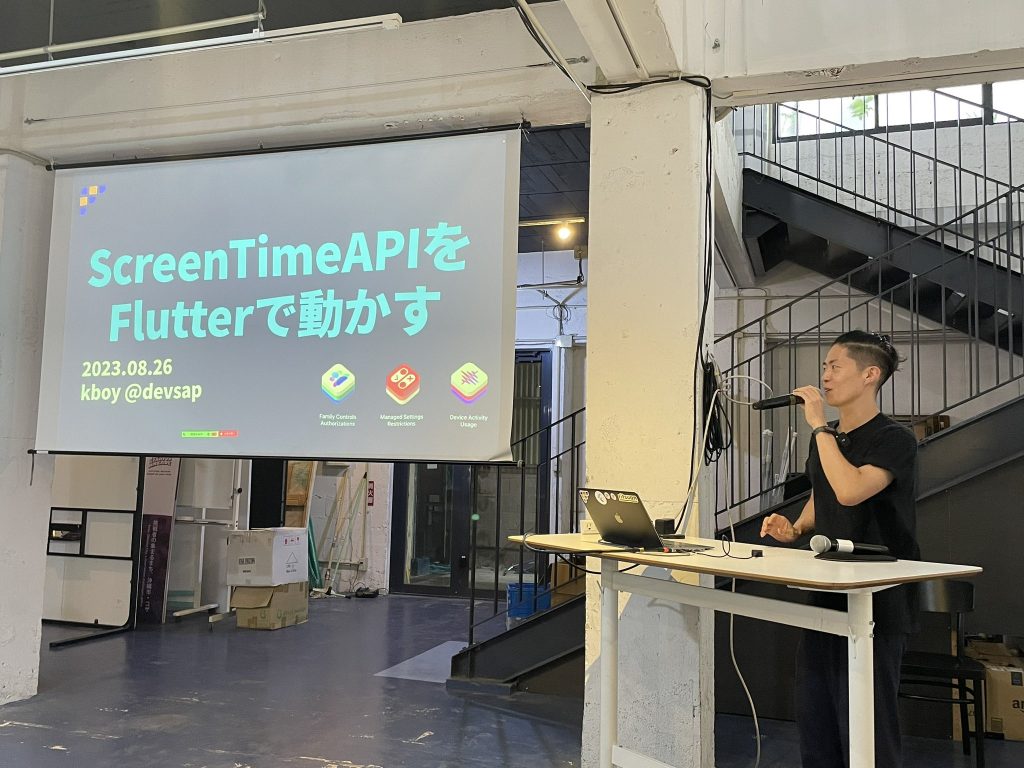 ScreenTimeAPIを
Flutterで動かす
2023.08.26
kboy @devsap
Family Controls
Authorizations
Managed Settings
Restrictions
Device Activity
Usage